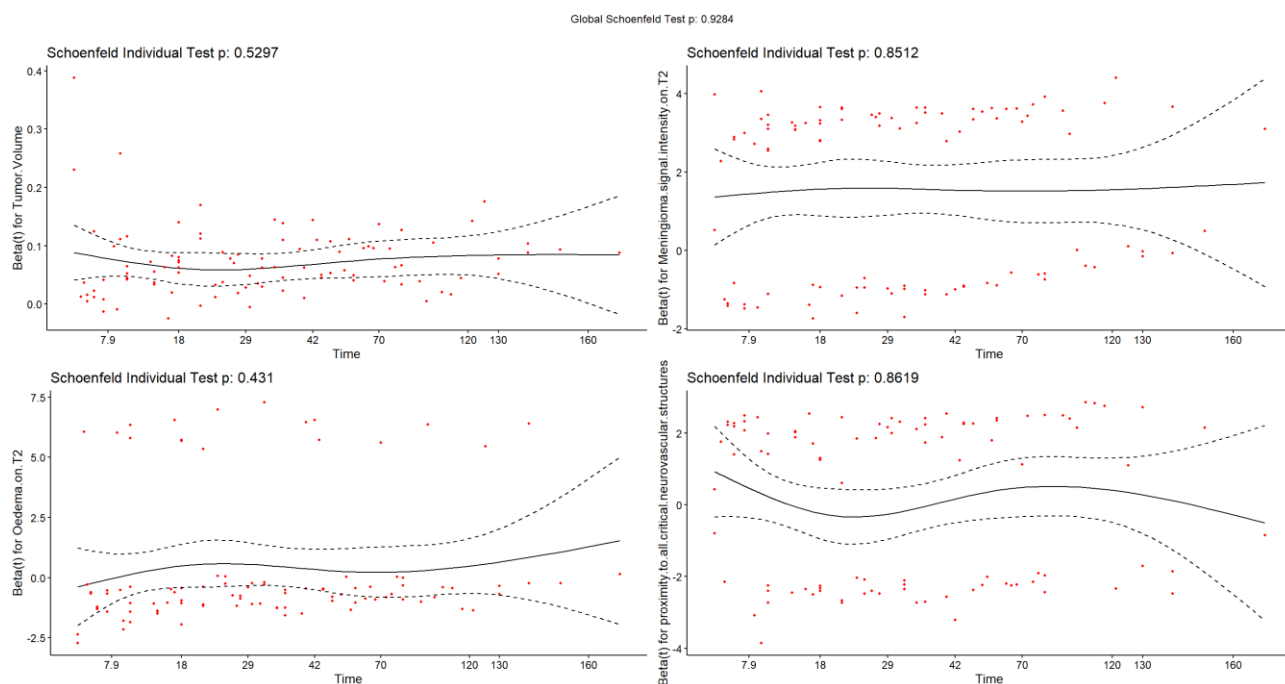 Global Schoenfeld Test p: 0.9284
Schoenfeld Individual Test p: 0.5297
Beta(t) for Tumor.Volume
0.4
0.3
0.2
0.1
0.0
7.9 18 29 42 70 120 130 160
Time
Schoenfeld Individual Test p: 0.8512
Beta(t) for Meningioma.signal.intensity.on.T2
4
2
0
-2
7.9 18 29 42 70 120 130 160
Time
Schoenfeld Individual Test p: 0.431
Beta(t) for Oedema.on.T2
7.5
5.0
2.5
0.0
-2.5
7.9 18 29 42 70 120 130 160
Time
Schoenfeld Individual Test p: 0.8619
Beta(t) for proximity.to.all.critical.neurovascular.structures
2
0
-2
-4
7.9 18 29 42 70 120 130 160
Time